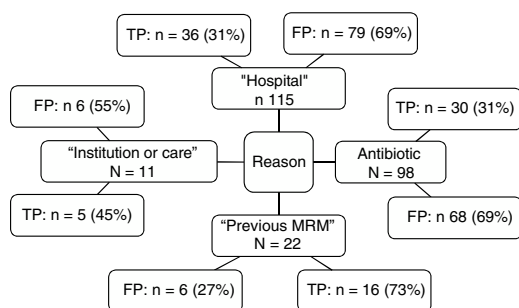 TP: n = 36 (31%)
FP: n = 79 (69%)
"Hospital"
n 115
FP: n 6 (55%)
TP: n = 30 (31%)
“Institution or care”
N = 11
Reason
Antibiotic
N = 98
TP: n = 5 (45%)
FP: n 68 (69%)
“Previous MRM”
N = 22
FP: n = 6 (27%)
TP: n = 16 (73%)